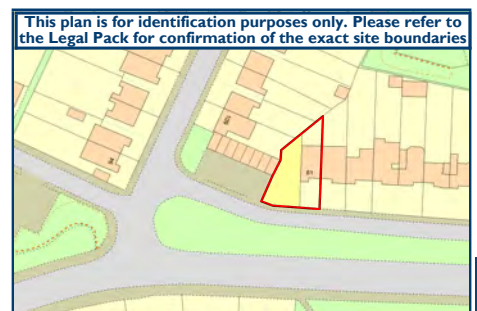 This plan is for identification purposes only. Please refer to
the Legal Pack for confirmation of the exact site boundaries